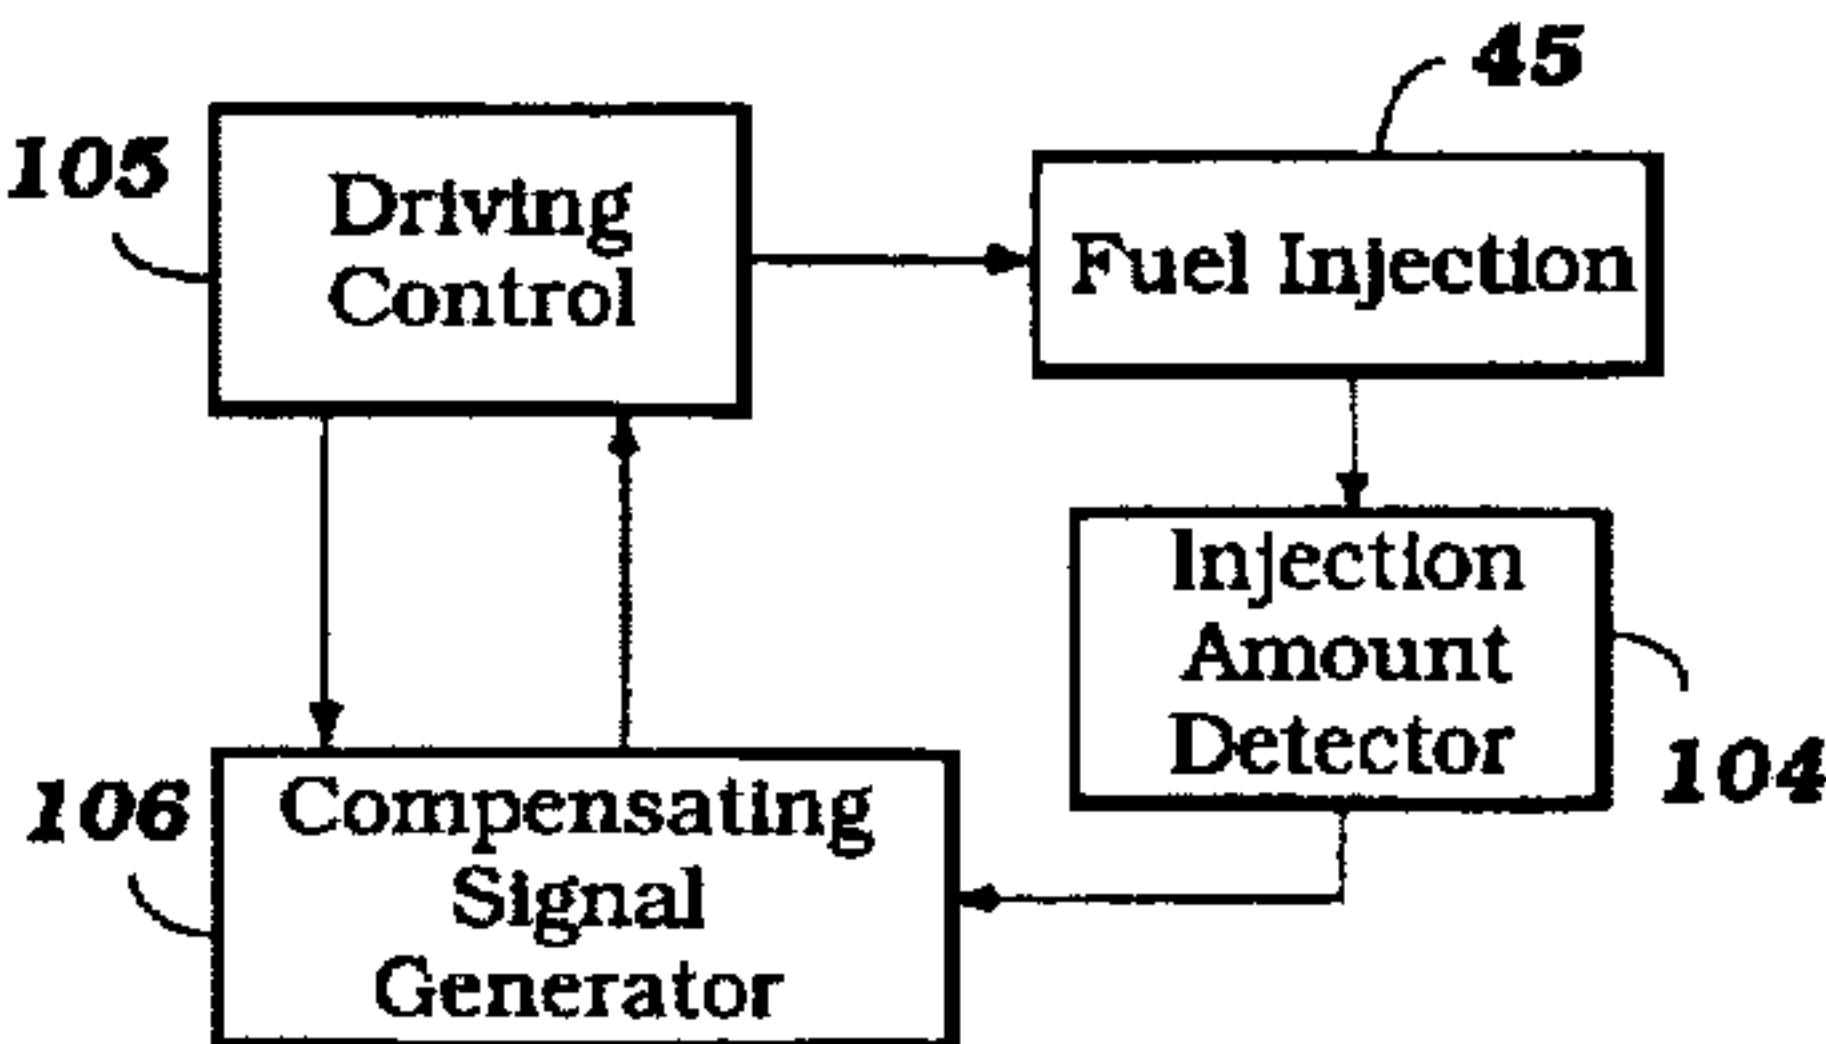 45
105
Driving
Control
Fuel Injection
Injection
Amount
Detector
104
106
Compensating
Signal
Generator